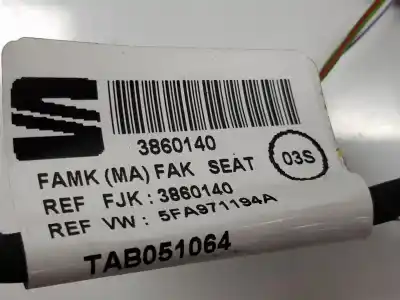 3860140
FAMK (MA) FAK SEAT
03S
REF FJK : 3860140
REF VW : 5FA971194A
TAB051064